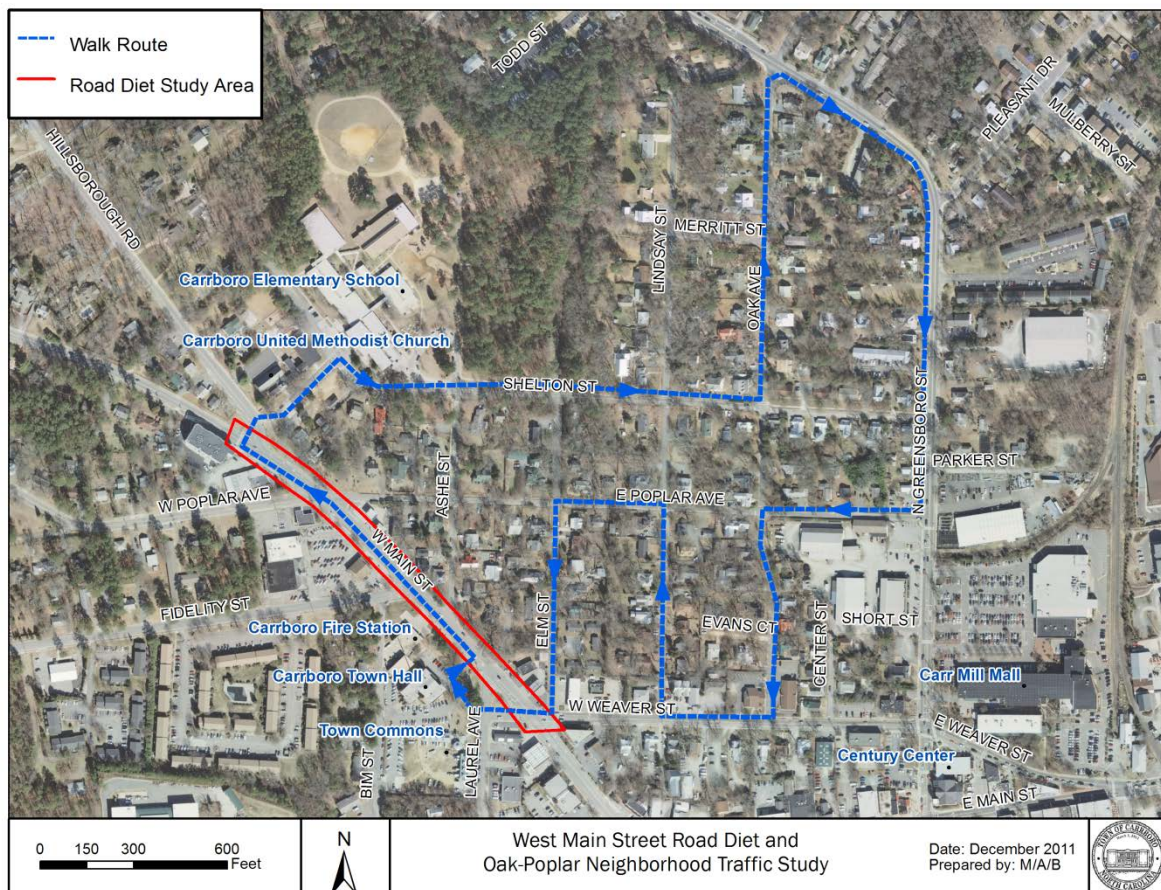 Walk Route
Road Diet Study Area
TODD ST
PLEASANT DR
MULBERRY ST
HILLSBOROUGH RD
MERRITT ST
LINDSAY ST
OAK AVE
Carrboro Elementary School
Carrboro United Methodist Church
SHELTON ST
N GREENSBORO ST
PARKER ST
ASHE ST
E POPLAR AVE
W POPLAR AVE
W MAIN ST
FIDELITY ST
ELM ST
EVANS CT
CENTER ST
SHORT ST
Carrboro Fire Station
Carrboro Town Hall
Carr Mill Mall
Town Commons
W WEAVER ST
LAUREL AVE
BIM ST
E WEAVER ST
Century Center
E MAIN ST
0 150 300 600
Feet
N
West Main Street Road Diet and
Oak-Poplar Neighborhood Traffic Study
Date: December 2011
Prepared by: M/A/B
TOWN OF CARRBORO
NORTH CAROLINA